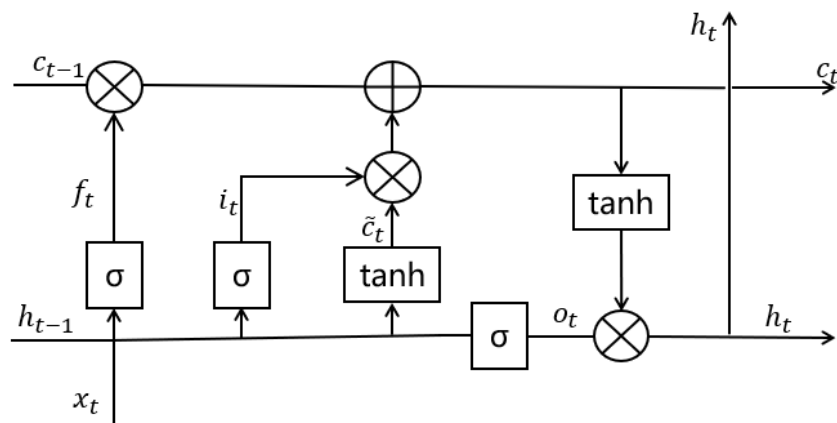 h_t
c_{t-1}
c_t
f_t
i_t
c̃_t
tanh
σ
σ
tanh
h_{t-1}
σ
o_t
h_t
x_t